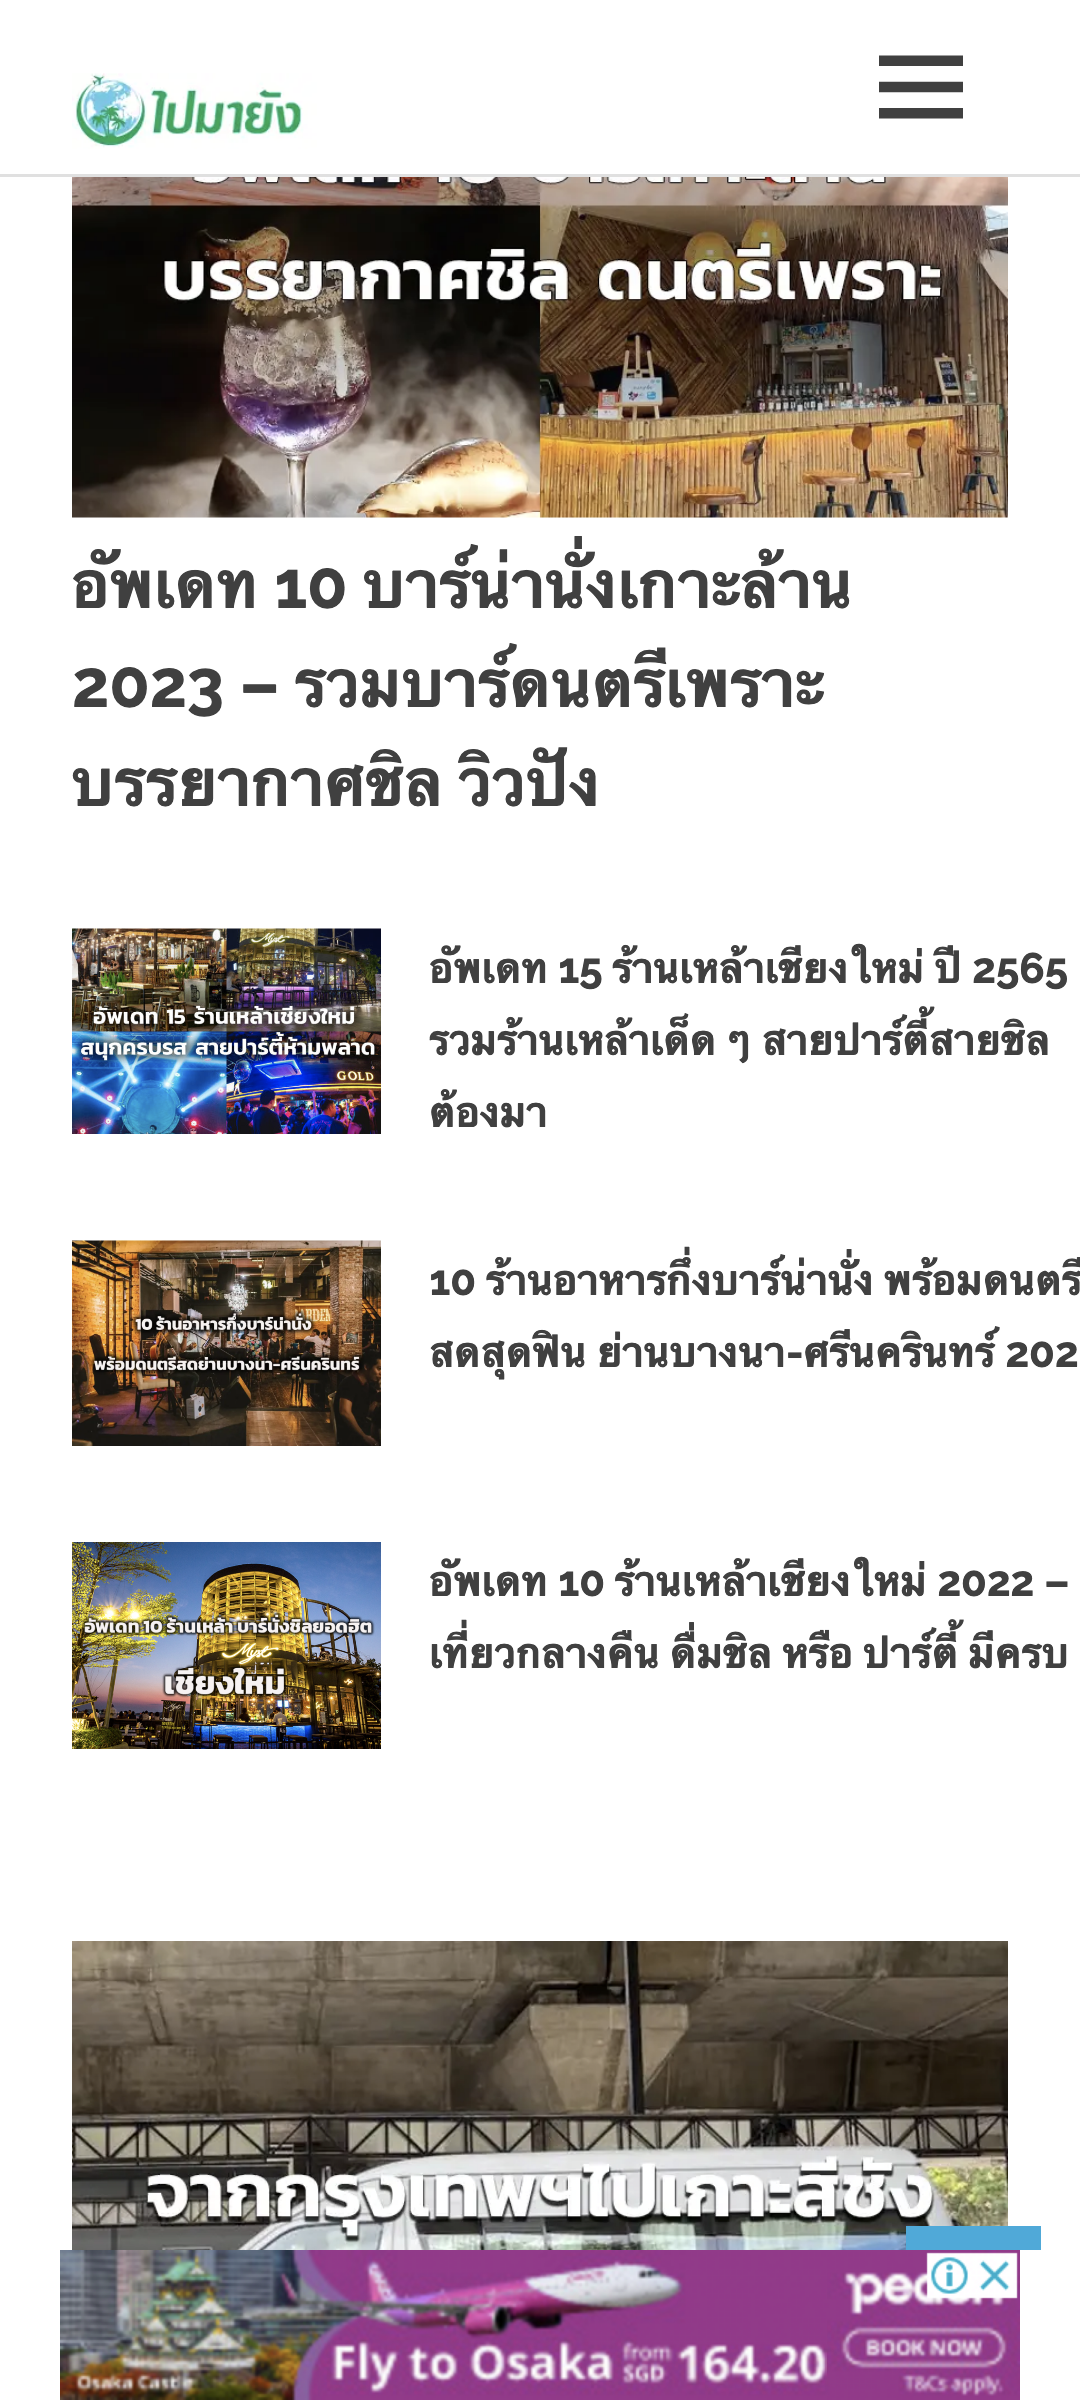 ไปมายัง
บรรยากาศชิล ดนตรีเพราะ
อัพเดท 10 บาร์น่านั่งเกาะล้าน
2023 – รวมบาร์ดนตรีเพราะ
บรรยากาศชิล วิวปัง
อัพเดท 15 ร้านเหล้าเชียงใหม่
สนุกครบรส สายปาร์ตี้ห้ามพลาด
GOLD
อัพเดท 15 ร้านเหล้าเชียงใหม่ ปี 2565
รวมร้านเหล้าเด็ด ๆ สายปาร์ตี้สายชิล
ต้องมา
10 ร้านอาหารกึ่งบาร์น่านั่ง
พร้อมดนตรีสดย่านบางนา-ศรีนครินทร์
10 ร้านอาหารกึ่งบาร์น่านั่ง พร้อมดนตรี
สดสุดฟิน ย่านบางนา-ศรีนครินทร์ 202
อัพเดท 10 ร้านเหล้า บาร์นั่งชิลยอดฮิต
Myst
เชียงใหม่
อัพเดท 10 ร้านเหล้าเชียงใหม่ 2022 –
เที่ยวกลางคืน ดื่มชิล หรือ ปาร์ตี้ มีครบ
จากกรุงเทพฯไปเกาะสีชัง
Fly to Osaka from SGD 164.20
BOOK NOW
Osaka Castle
T&Cs apply.